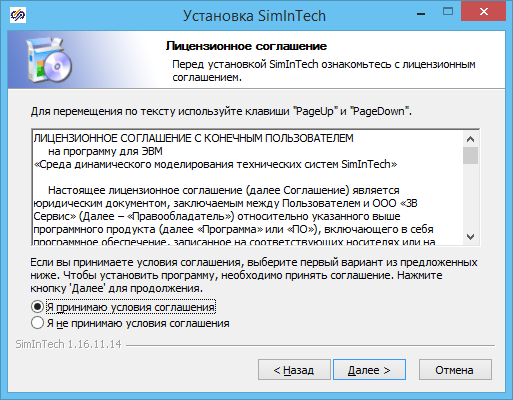 Установка SimInTech
Лицензионное соглашение
Перед установкой SimInTech ознакомьтесь с лицензионным
соглашением.
Для перемещения по тексту используйте клавиши "PageUp" и "PageDown".
ЛИЦЕНЗИОННОЕ СОГЛАШЕНИЕ С КОНЕЧНЫМ ПОЛЬЗОВАТЕЛЕМ
на программу для ЭВМ
«Среда динамического моделирования технических систем SimInTech»
Настоящее лицензионное соглашение (далее Соглашение) является
юридическим документом, заключаемым между Пользователем и ООО «3В
Сервис» (Далее – «Правообладатель») относительно указанного выше
программного продукта (далее «Программа» или «ПО»), включающего в себя
программное обеспечение, записанное на соответствующих носителях или на
Если вы принимаете условия соглашения, выберите первый вариант из предложенных
ниже. Чтобы установить программу, необходимо принять соглашение. Нажмите
кнопку 'Далее' для продолжения.
Я принимаю условия соглашения
Я не принимаю условия соглашения
SimInTech 1.16.11.14
< Назад
Далее >
Отмена